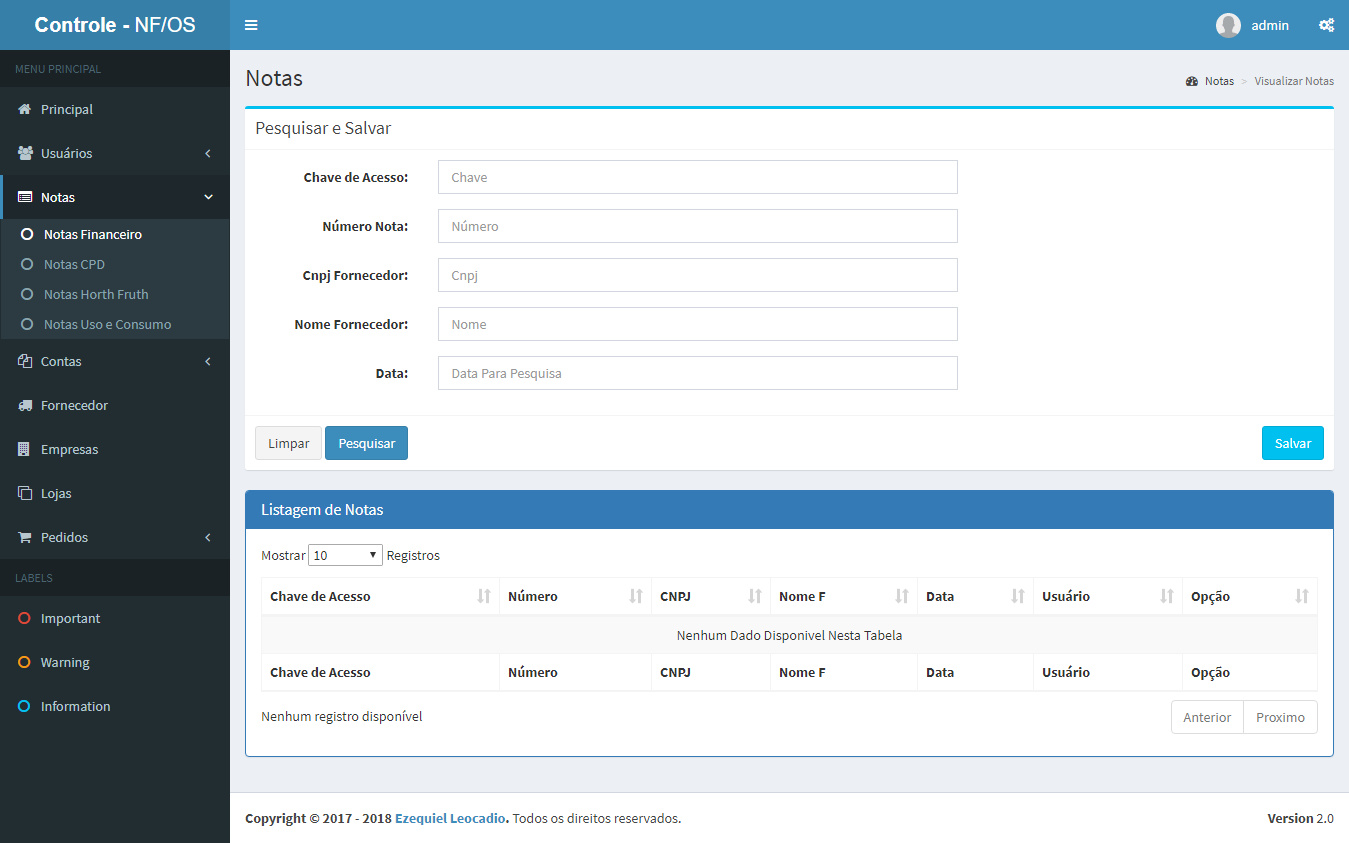 Controle - NF/OS
admin
MENU PRINCIPAL
Principal
Usuários
Notas
Notas Financeiro
Notas CPD
Notas Horth Fruth
Notas Uso e Consumo
Contas
Fornecedor
Empresas
Lojas
Pedidos
LABELS
Important
Warning
Information
Notas
Notas > Visualizar Notas
Pesquisar e Salvar
Chave de Acesso: Chave
Número Nota: Número
Cnpj Fornecedor: Cnpj
Nome Fornecedor: Nome
Data: Data Para Pesquisa
Limpar Pesquisar Salvar
Listagem de Notas
Mostrar 10 Registros
Chave de Acesso Número CNPJ Nome F Data Usuário Opção
Nenhum Dado Disponivel Nesta Tabela
Chave de Acesso Número CNPJ Nome F Data Usuário Opção
Nenhum registro disponível Anterior Proximo
Copyright © 2017 - 2018 Ezequiel Leocadio. Todos os direitos reservados. Version 2.0